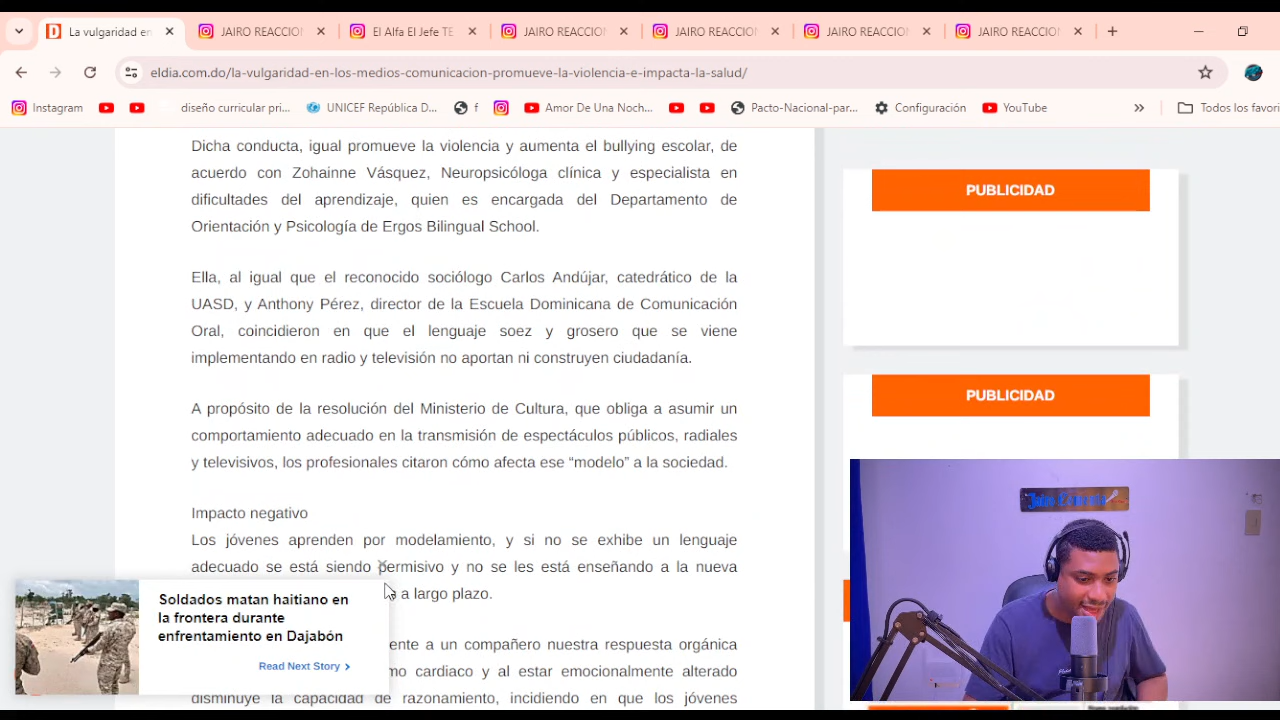 La vulgaridad en
JAIRO REACCION
El Alfa El Jefe TE
JAIRO REACCION
JAIRO REACCION
JAIRO REACCION
JAIRO REACCION
eldia.com.do/la-vulgaridad-en-los-medios-comunicacion-promueve-la-violencia-e-impacta-la-salud/
Instagram
diseño curricular pri...
UNICEF República D...
f
Amor De Una Noch...
Pacto-Nacional-par...
Configuración
YouTube
»
Todos los favori
Dicha conducta, igual promueve la violencia y aumenta el bullying escolar, de
acuerdo con Zohainne Vásquez, Neuropsicóloga clínica y especialista en
dificultades del aprendizaje, quien es encargada del Departamento de
Orientación y Psicología de Ergos Bilingual School.
Ella, al igual que el reconocido sociólogo Carlos Andújar, catedrático de la
UASD, y Anthony Pérez, director de la Escuela Dominicana de Comunicación
Oral, coincidieron en que el lenguaje soez y grosero que se viene
implementando en radio y televisión no aportan ni construyen ciudadanía.
A propósito de la resolución del Ministerio de Cultura, que obliga a asumir un
comportamiento adecuado en la transmisión de espectáculos públicos, radiales
y televisivos, los profesionales citaron cómo afecta ese “modelo” a la sociedad.
Impacto negativo
Los jóvenes aprenden por modelamiento, y si no se exhibe un lenguaje
adecuado se está siendo permisivo y no se les está enseñando a la nueva
a largo plazo.
ente a un compañero nuestra respuesta orgánica
mo cardiaco y al estar emocionalmente alterado
disminuye la capacidad de razonamiento, incidiendo en que los jóvenes
Soldados matan haitiano en
la frontera durante
enfrentamiento en Dajabón
Read Next Story
PUBLICIDAD
PUBLICIDAD